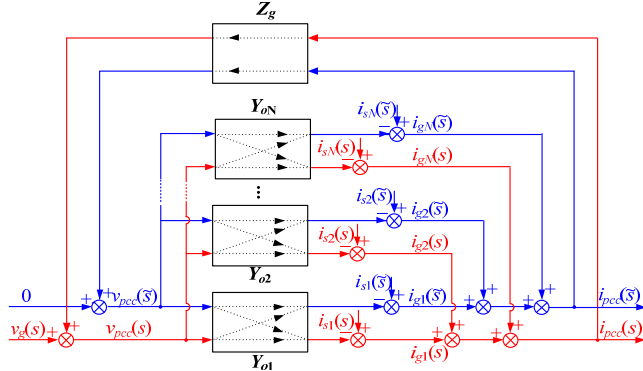 Z_g
i_sN(s̃)
Y_oN
i_gN(s̃)
i_sN(s)
i_gN(s)
...
i_s2(s̃)
i_g2(s̃)
i_s2(s)
i_g2(s)
Y_o2
0
v_pcc(s̃)
i_s1(s̃)
i_g1(s̃)
i_pcc(s̃)
v_g(s)
v_pcc(s)
i_s1(s)
i_g1(s)
i_pcc(s)
Y_o1